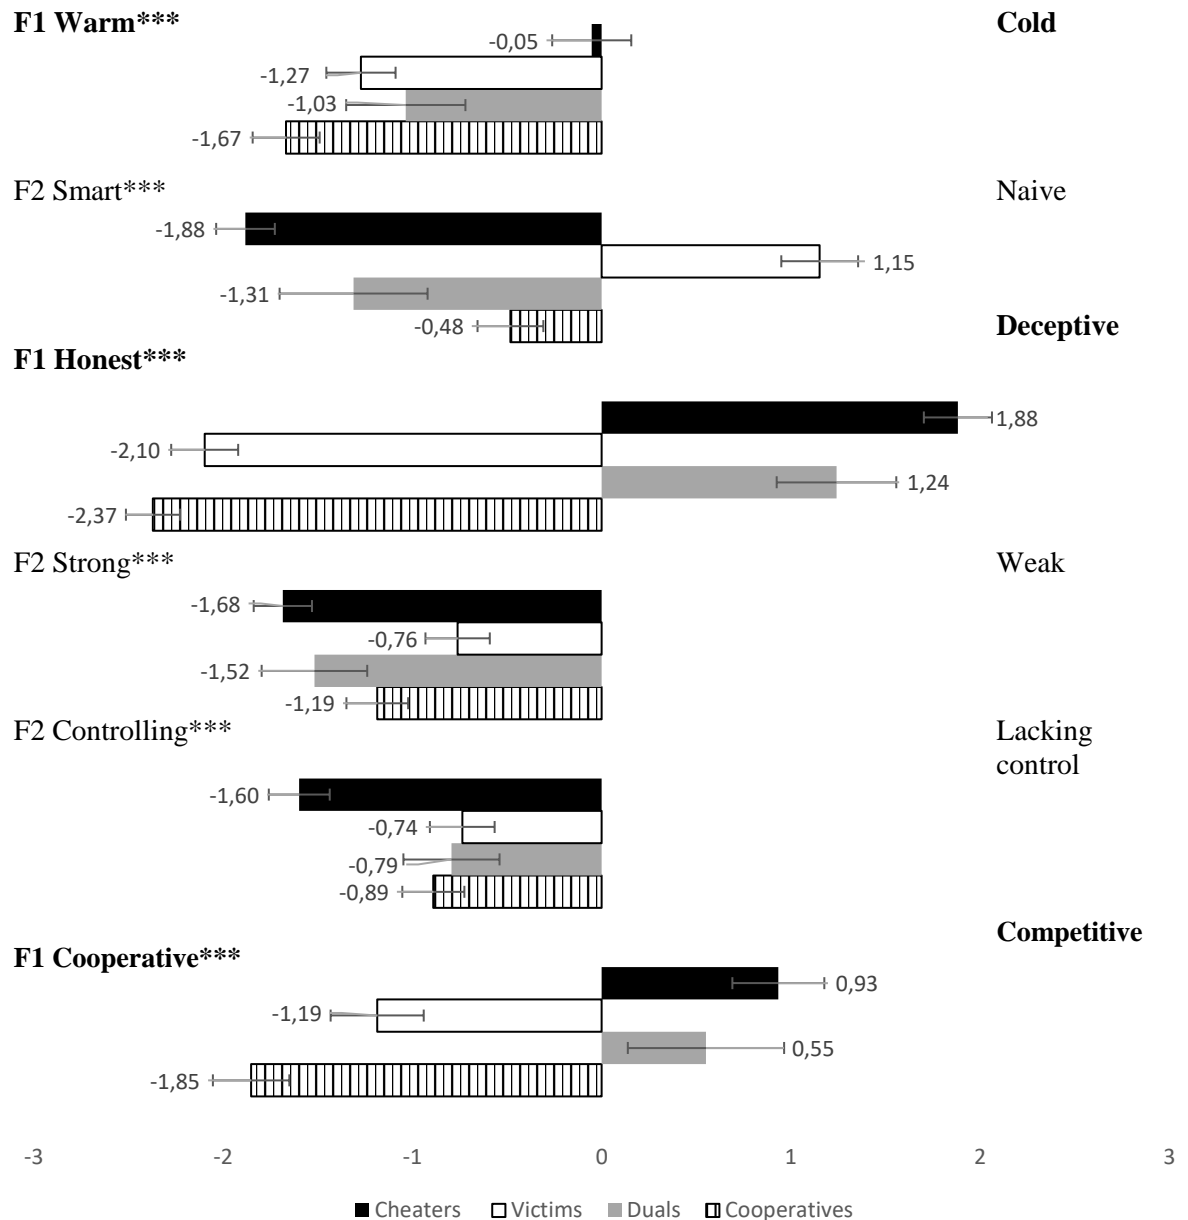 F1 Warm*** Cold
-0,05
-1,27
-1,03
-1,67
F2 Smart*** Naive
-1,88
1,15
-1,31
-0,48
Deceptive
F1 Honest***
1,88
-2,10
1,24
-2,37
F2 Strong*** Weak
-1,68
-0,76
-1,52
-1,19
F2 Controlling*** Lacking
control
-1,60
-0,74
-0,79
-0,89
Competitive
F1 Cooperative***
0,93
-1,19
0,55
-1,85
-3 -2 -1 0 1 2 3
Cheaters Victims Duals Cooperatives